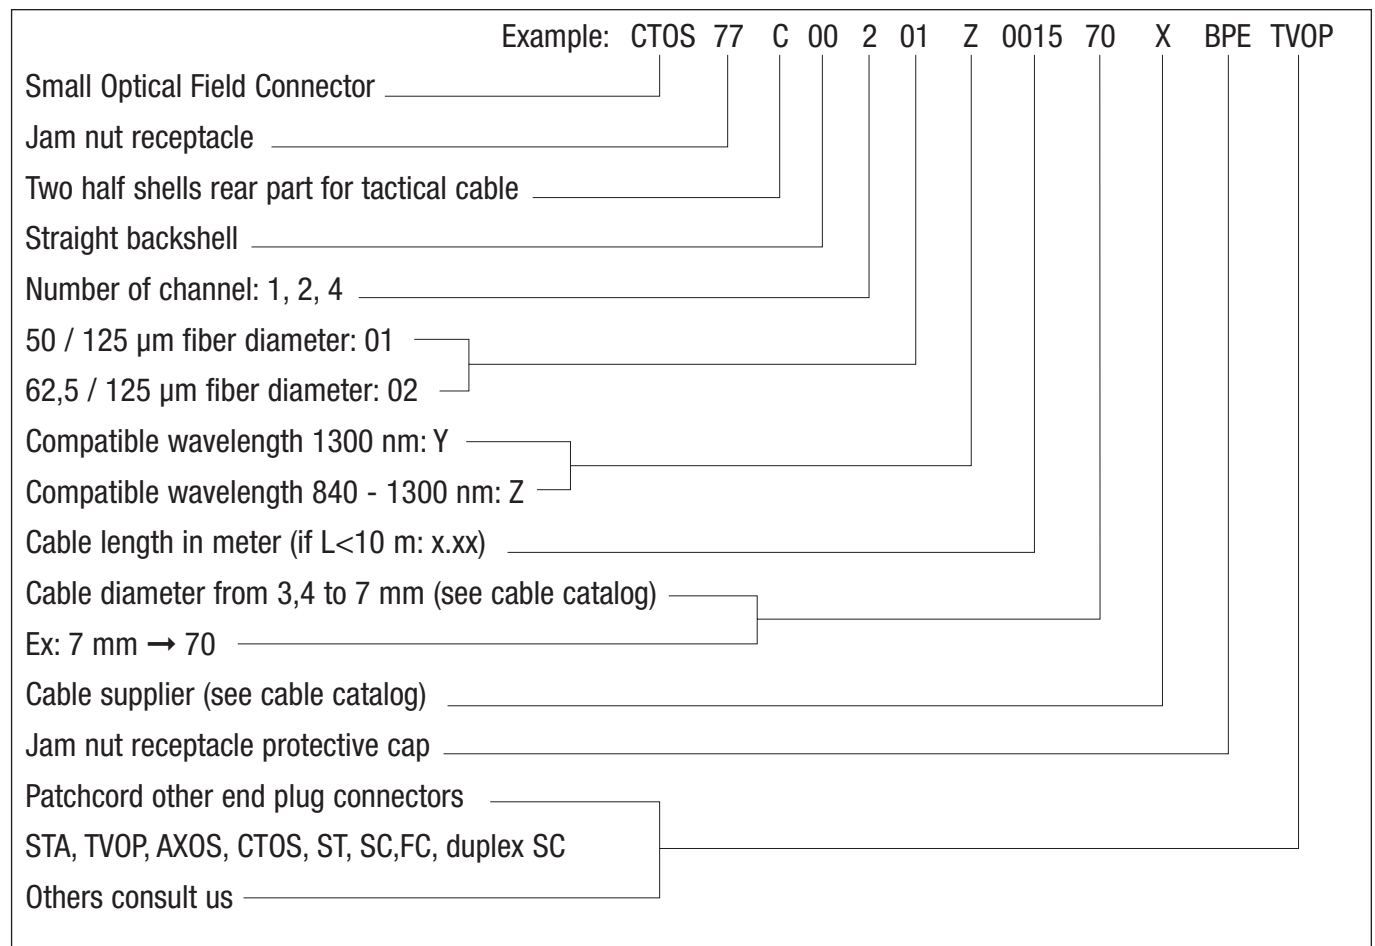 Example: CTOS 77 C 00 2 01 Z 0015 70 X BPE TVOP
Small Optical Field Connector
Jam nut receptacle
Two half shells rear part for tactical cable
Straight backshell
Number of channel: 1, 2, 4
50 / 125 µm fiber diameter: 01
62,5 / 125 µm fiber diameter: 02
Compatible wavelength 1300 nm: Y
Compatible wavelength 840 - 1300 nm: Z
Cable length in meter (if L<10 m: x.xx)
Cable diameter from 3,4 to 7 mm (see cable catalog)
Ex: 7 mm → 70
Cable supplier (see cable catalog)
Jam nut receptacle protective cap
Patchcord other end plug connectors
STA, TVOP, AXOS, CTOS, ST, SC,FC, duplex SC
Others consult us